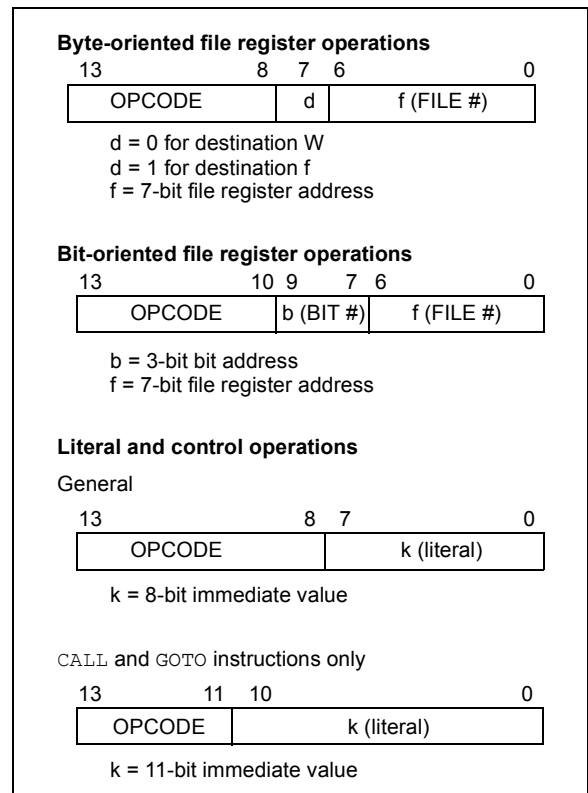 Byte-oriented file register operations
13 8 7 6 0
OPCODE d f (FILE #)
d = 0 for destination W
d = 1 for destination f
f = 7-bit file register address
Bit-oriented file register operations
13 10 9 7 6 0
OPCODE b (BIT #) f (FILE #)
b = 3-bit bit address
f = 7-bit file register address
Literal and control operations
General
13 8 7 0
OPCODE k (literal)
k = 8-bit immediate value
CALL and GOTO instructions only
13 11 10 0
OPCODE k (literal)
k = 11-bit immediate value